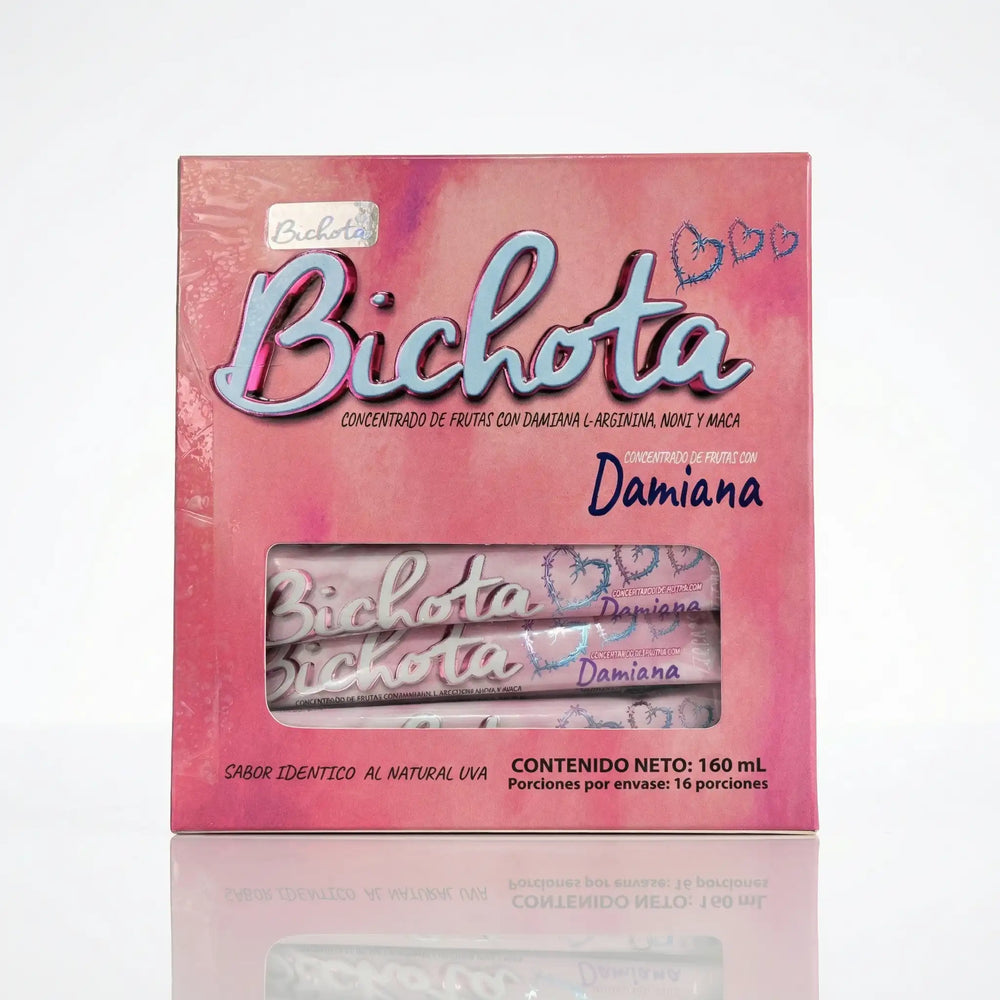 Bichota
Bichota
CONCENTRADO DE FRUTAS CON DAMIANA L-ARGININA, NONI Y MACA
CONCENTRADO DE FRUTAS CON
Damiana
Bichota
Damiana
Bichota
Damiana
SABOR IDENTICO AL NATURAL UVA
CONTENIDO NETO: 160 mL
Porciones por envase: 16 porciones